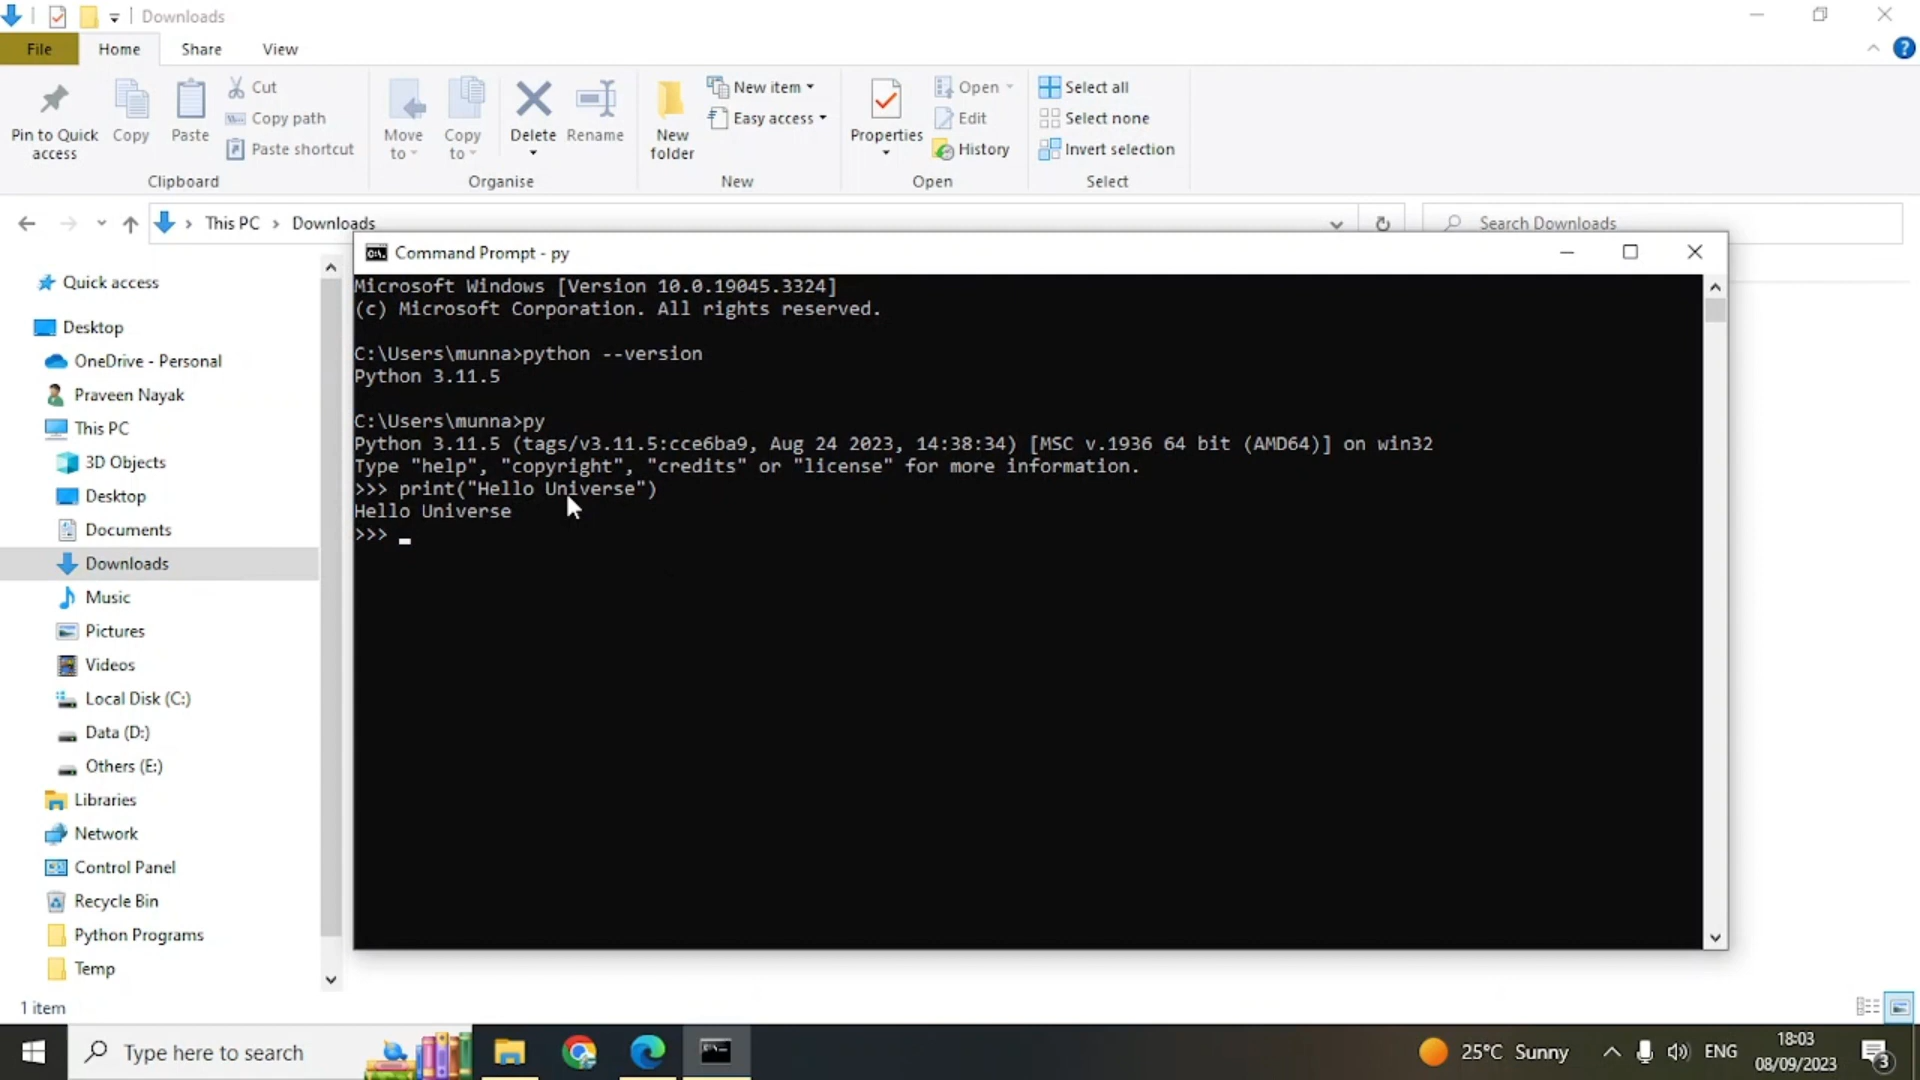 Downloads
File Home Share View
Pin to Quick access
Copy
Paste
Cut
Copy path
Paste shortcut
Clipboard
Move to
Copy to
Delete
Rename
Organise
New folder
New item
Easy access
New
Properties
Open
Edit
History
Open
Select all
Select none
Invert selection
Select
This PC > Downloads
Search Downloads
Quick access
Desktop
OneDrive - Personal
Praveen Nayak
This PC
3D Objects
Desktop
Documents
Downloads
Music
Pictures
Videos
Local Disk (C:)
Data (D:)
Others (E:)
Libraries
Network
Control Panel
Recycle Bin
Python Programs
Temp
1 item
Command Prompt - py
Microsoft Windows [Version 10.0.19045.3324]
(c) Microsoft Corporation. All rights reserved.
C:\Users\munna>python --version
Python 3.11.5
C:\Users\munna>py
Python 3.11.5 (tags/v3.11.5:cce6ba9, Aug 24 2023, 14:38:34) [MSC v.1936 64 bit (AMD64)] on win32
Type "help", "copyright", "credits" or "license" for more information.
>>> print("Hello Universe")
Hello Universe
>>> _
Type here to search
25°C Sunny
ENG
18:03
08/09/2023
3